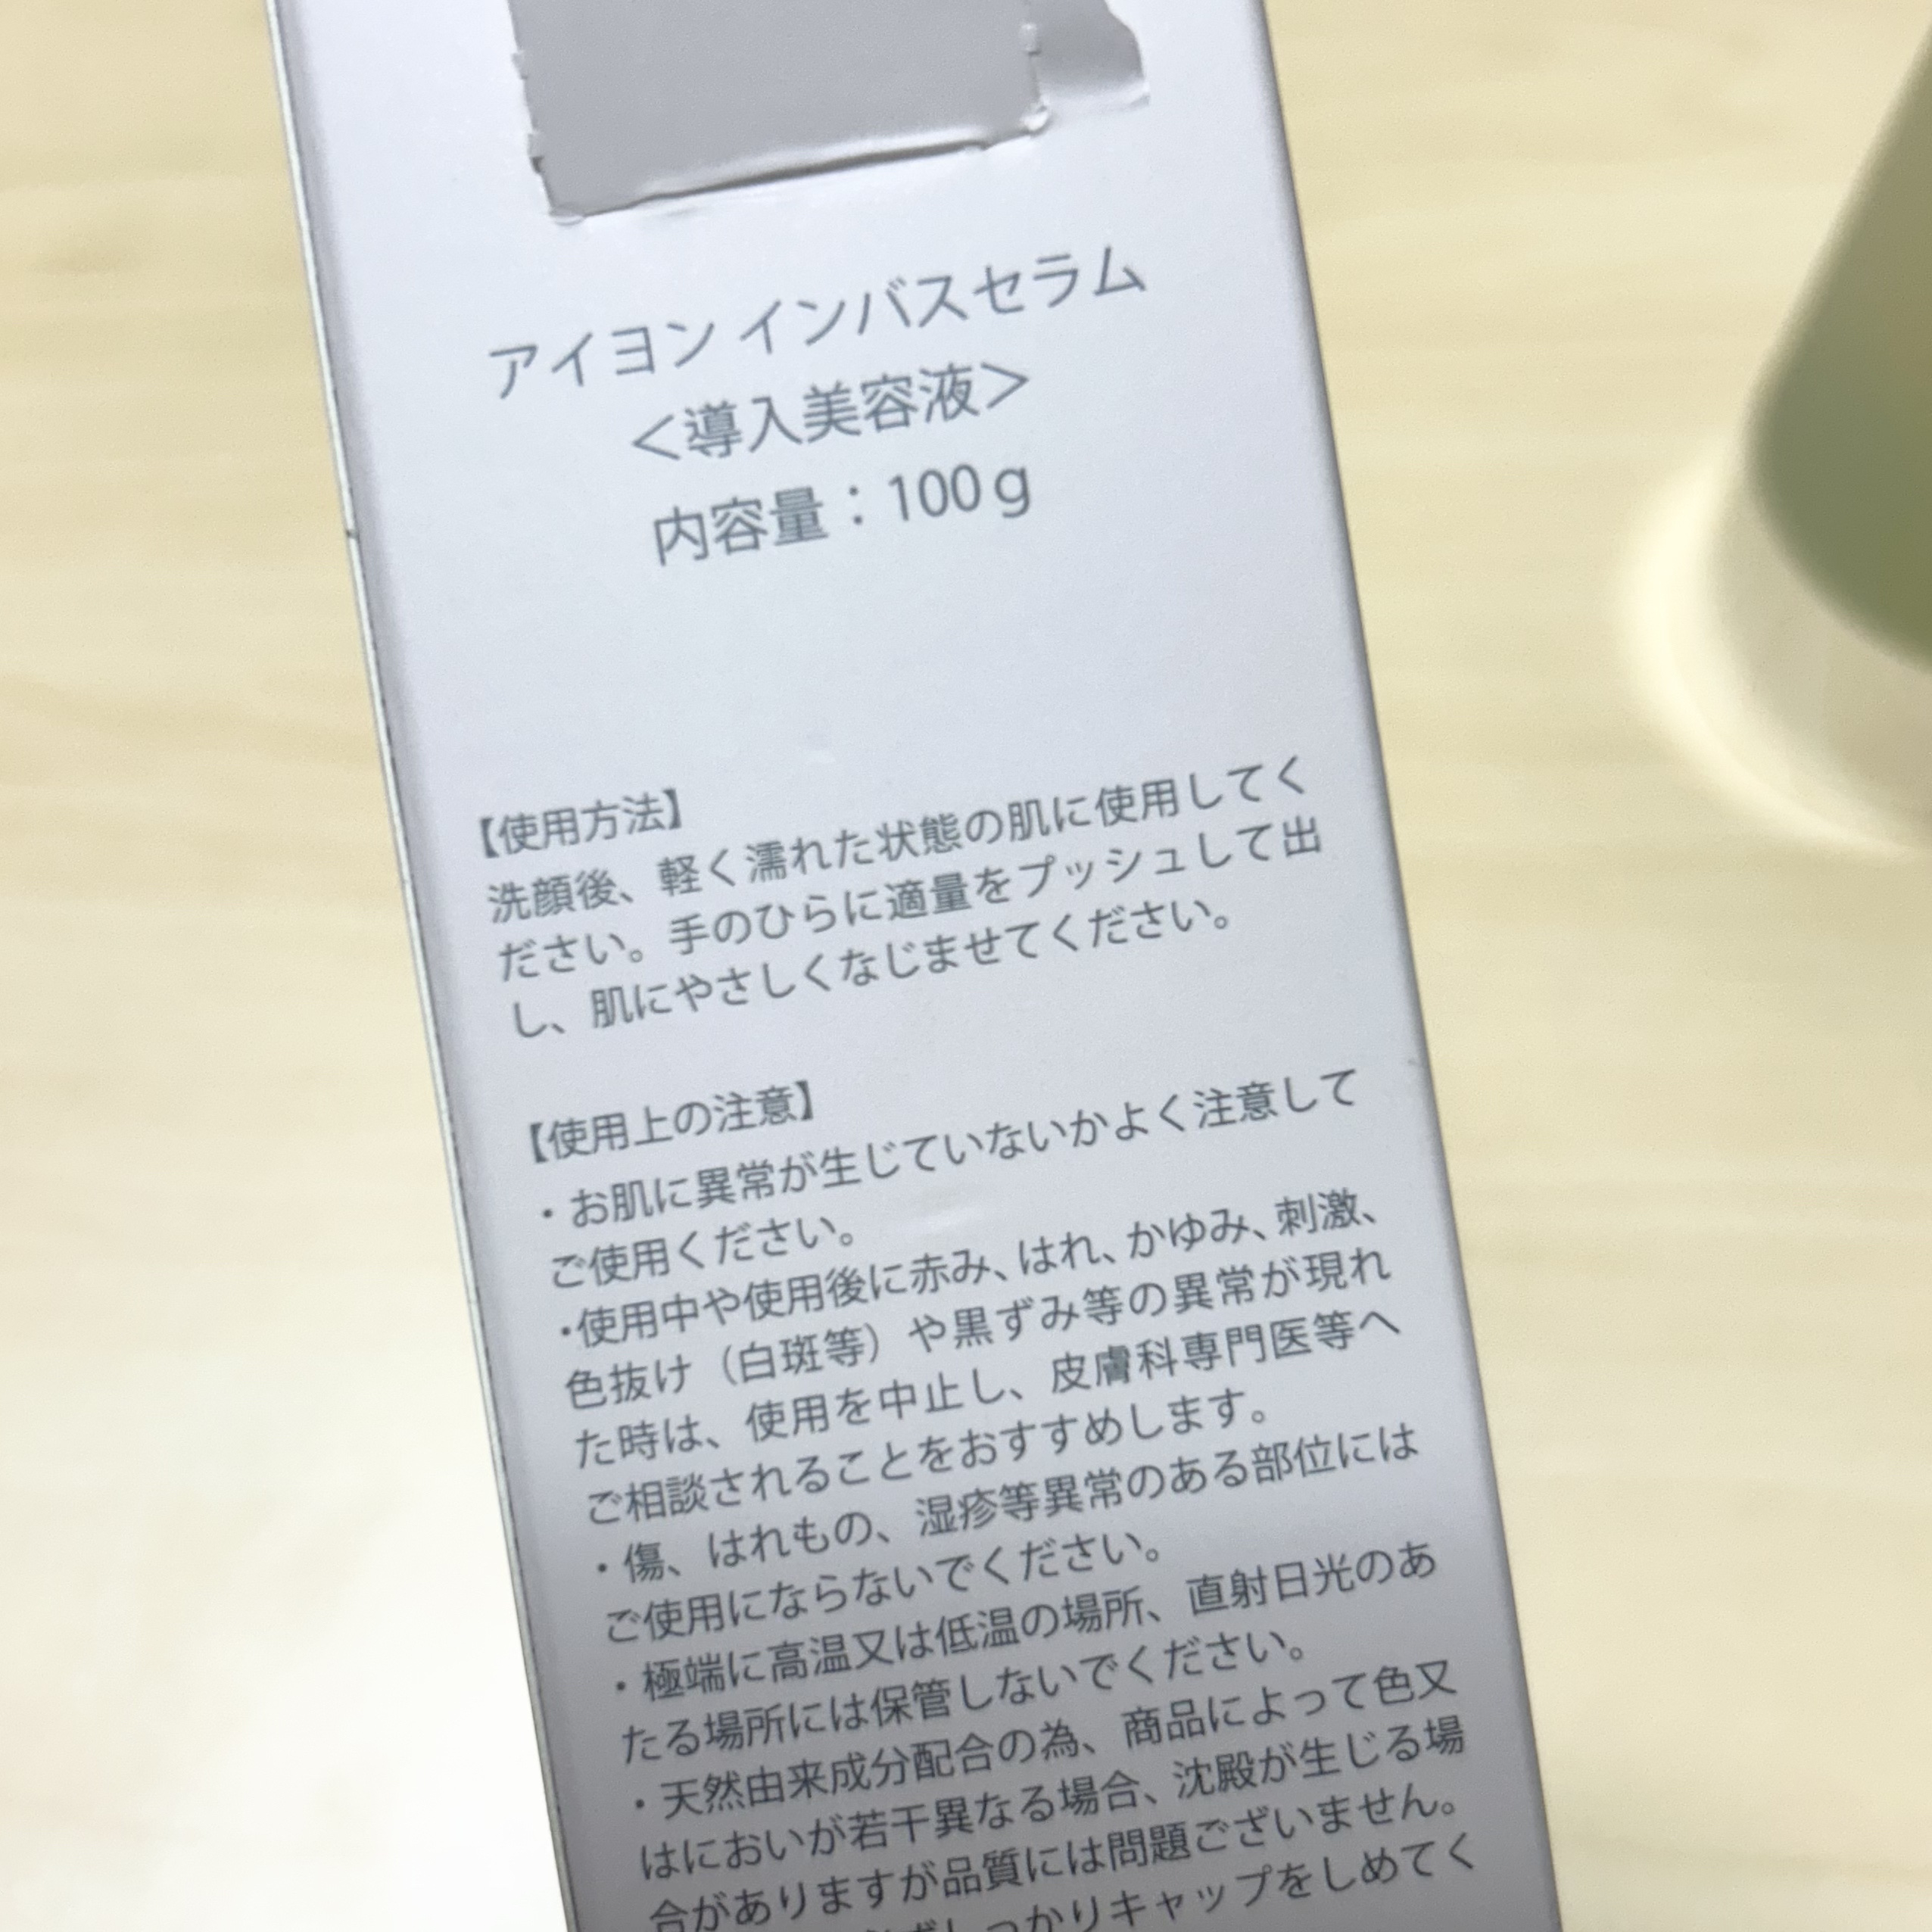 アイヨン インバスセラム
＜導入美容液＞
内容量：100g
【使用方法】
洗顔後、軽く濡れた状態の肌に使用してく
ださい。手のひらに適量をプッシュして出
し、肌にやさしくなじませてください。
【使用上の注意】
・お肌に異常が生じていないかよく注意して
ご使用ください。
・使用中や使用後に赤み、はれ、かゆみ、刺激、
色抜け（白斑等）や黒ずみ等の異常が現れ
た時は、使用を中止し、皮膚科専門医等へ
ご相談されることをおすすめします。
・傷、はれもの、湿疹等異常のある部位には
ご使用にならないでください。
・極端に高温又は低温の場所、直射日光のあ
たる場所には保管しないでください。
・天然由来成分配合の為、商品によって色又
はにおいが若干異なる場合、沈殿が生じる場
合がありますが品質には問題ございません。
しっかりキャップをしめてく